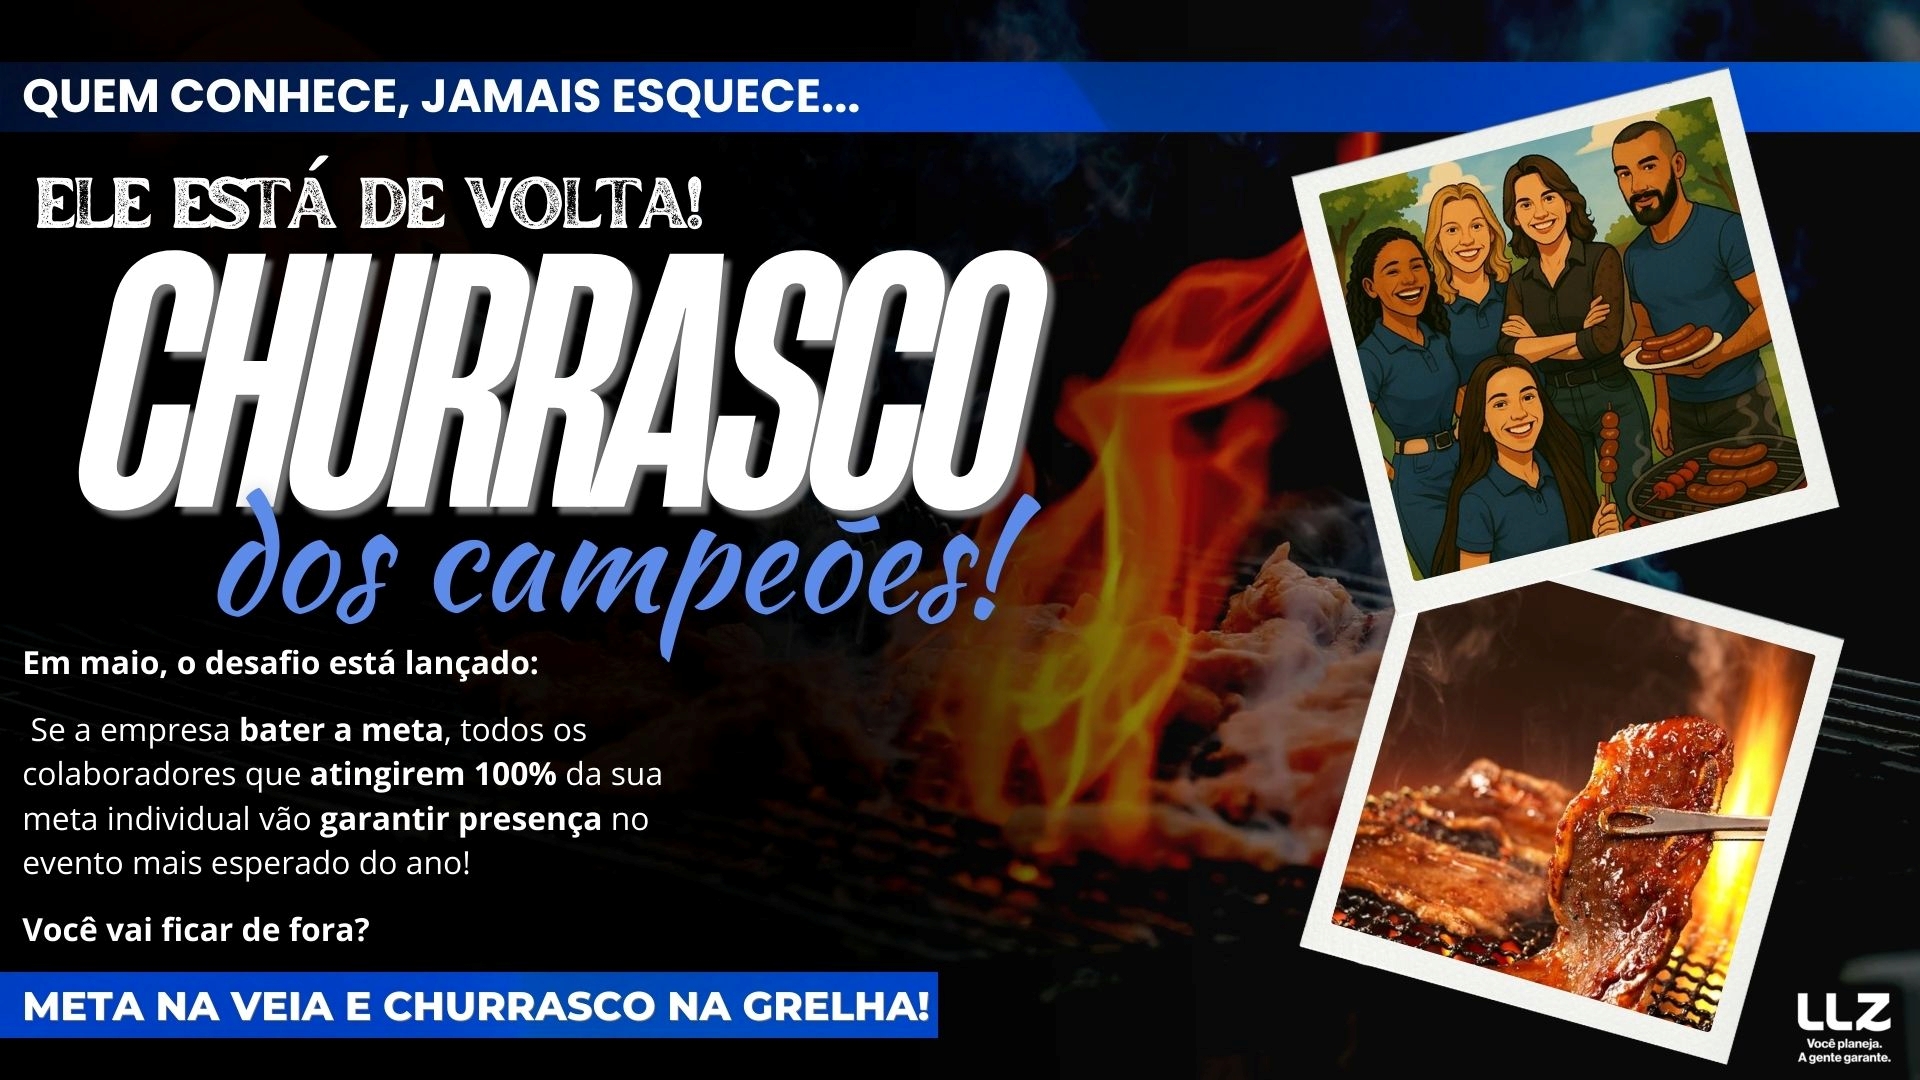 QUEM CONHECE, JAMAIS ESQUECE...
ELE ESTÁ DE VOLTA!
CHURRASCO
dos campeões!
Em maio, o desafio está lançado:
Se a empresa bater a meta, todos os
colaboradores que atingirem 100% da sua
meta individual vão garantir presença no
evento mais esperado do ano!
Você vai ficar de fora?
META NA VEIA E CHURRASCO NA GRELHA!
LLZ
Você planeja.
A gente garante.